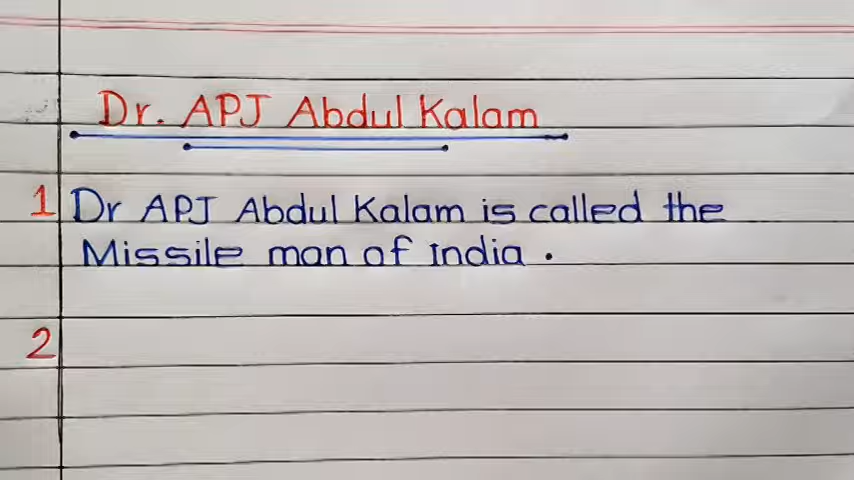 Dr. APJ Abdul Kalam
1 Dr APJ Abdul Kalam is called the
Missile man of India .
2